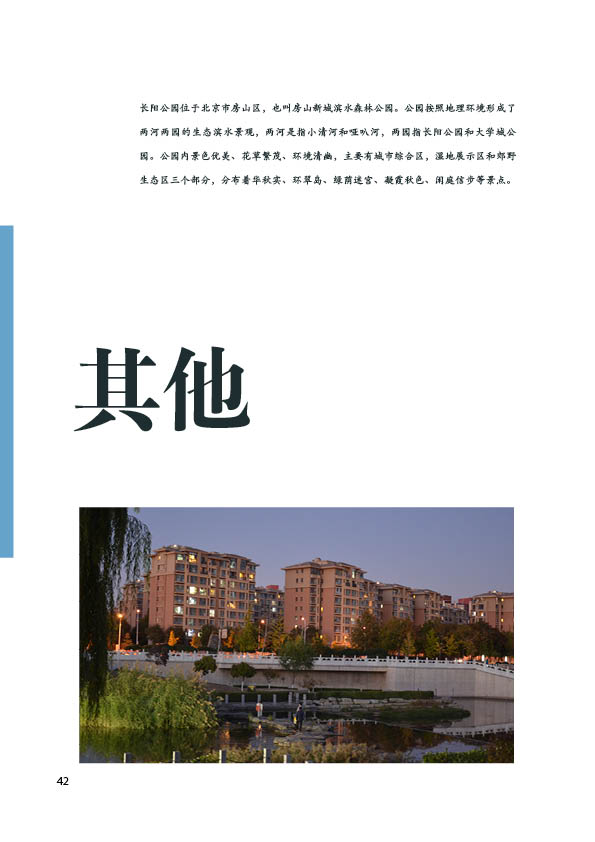 长阳公园位于北京市房山区，也叫房山新城滨水森林公园。公园按照地理环境形成了
两河两园的生态滨水景观，两河是指小清河和哑叭河，两园指长阳公园和大学城公
园。公园内景色优美、花草繁茂、环境清幽，主要有城市综合区，湿地展示区和郊野
生态区三个部分，分布着华秋实、环翠岛、绿荫迷宫、凝霞秋色、闲庭信步等景点。
其他
42